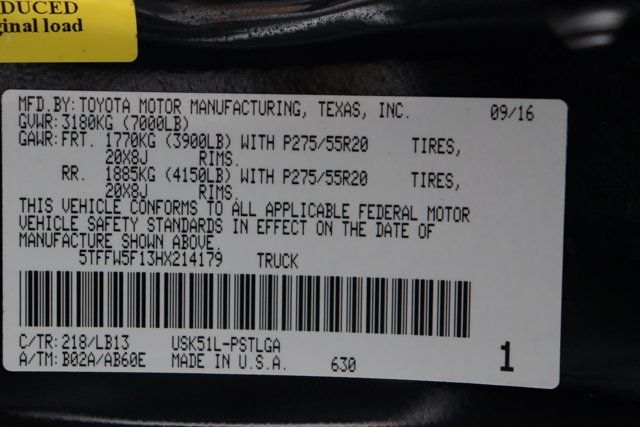 DUCED
ginal load
MFD.BY: TOYOTA MOTOR MANUFACTURING, TEXAS, INC. 09/16
GVWR: 3180KG (7000LB)
GAWR: FRT. 1770KG (3900LB) WITH P275/55R20 TIRES,
20X8J RIMS.
RR. 1885KG (4150LB) WITH P275/55R20 TIRES,
20X8J RIMS.
THIS VEHICLE CONFORMS TO ALL APPLICABLE FEDERAL MOTOR
VEHICLE SAFETY STANDARDS IN EFFECT ON THE DATE OF
MANUFACTURE SHOWN ABOVE.
5TFFW5F13HX214179 TRUCK
C/TR: 218/LB13 USK51L-PSTLGA
A/TM: B02A/AB60E MADE IN U.S.A. 630 1